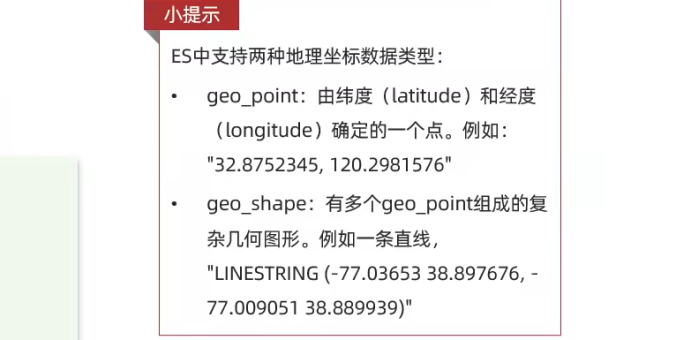 小提示
ES中支持两种地理坐标数据类型：
• geo_point：由纬度（latitude）和经度
（longitude）确定的一个点。例如：
"32.8752345, 120.2981576"
• geo_shape：有多个geo_point组成的复
杂几何图形。例如一条直线，
"LINESTRING (-77.03653 38.897676, -
77.009051 38.889939)"